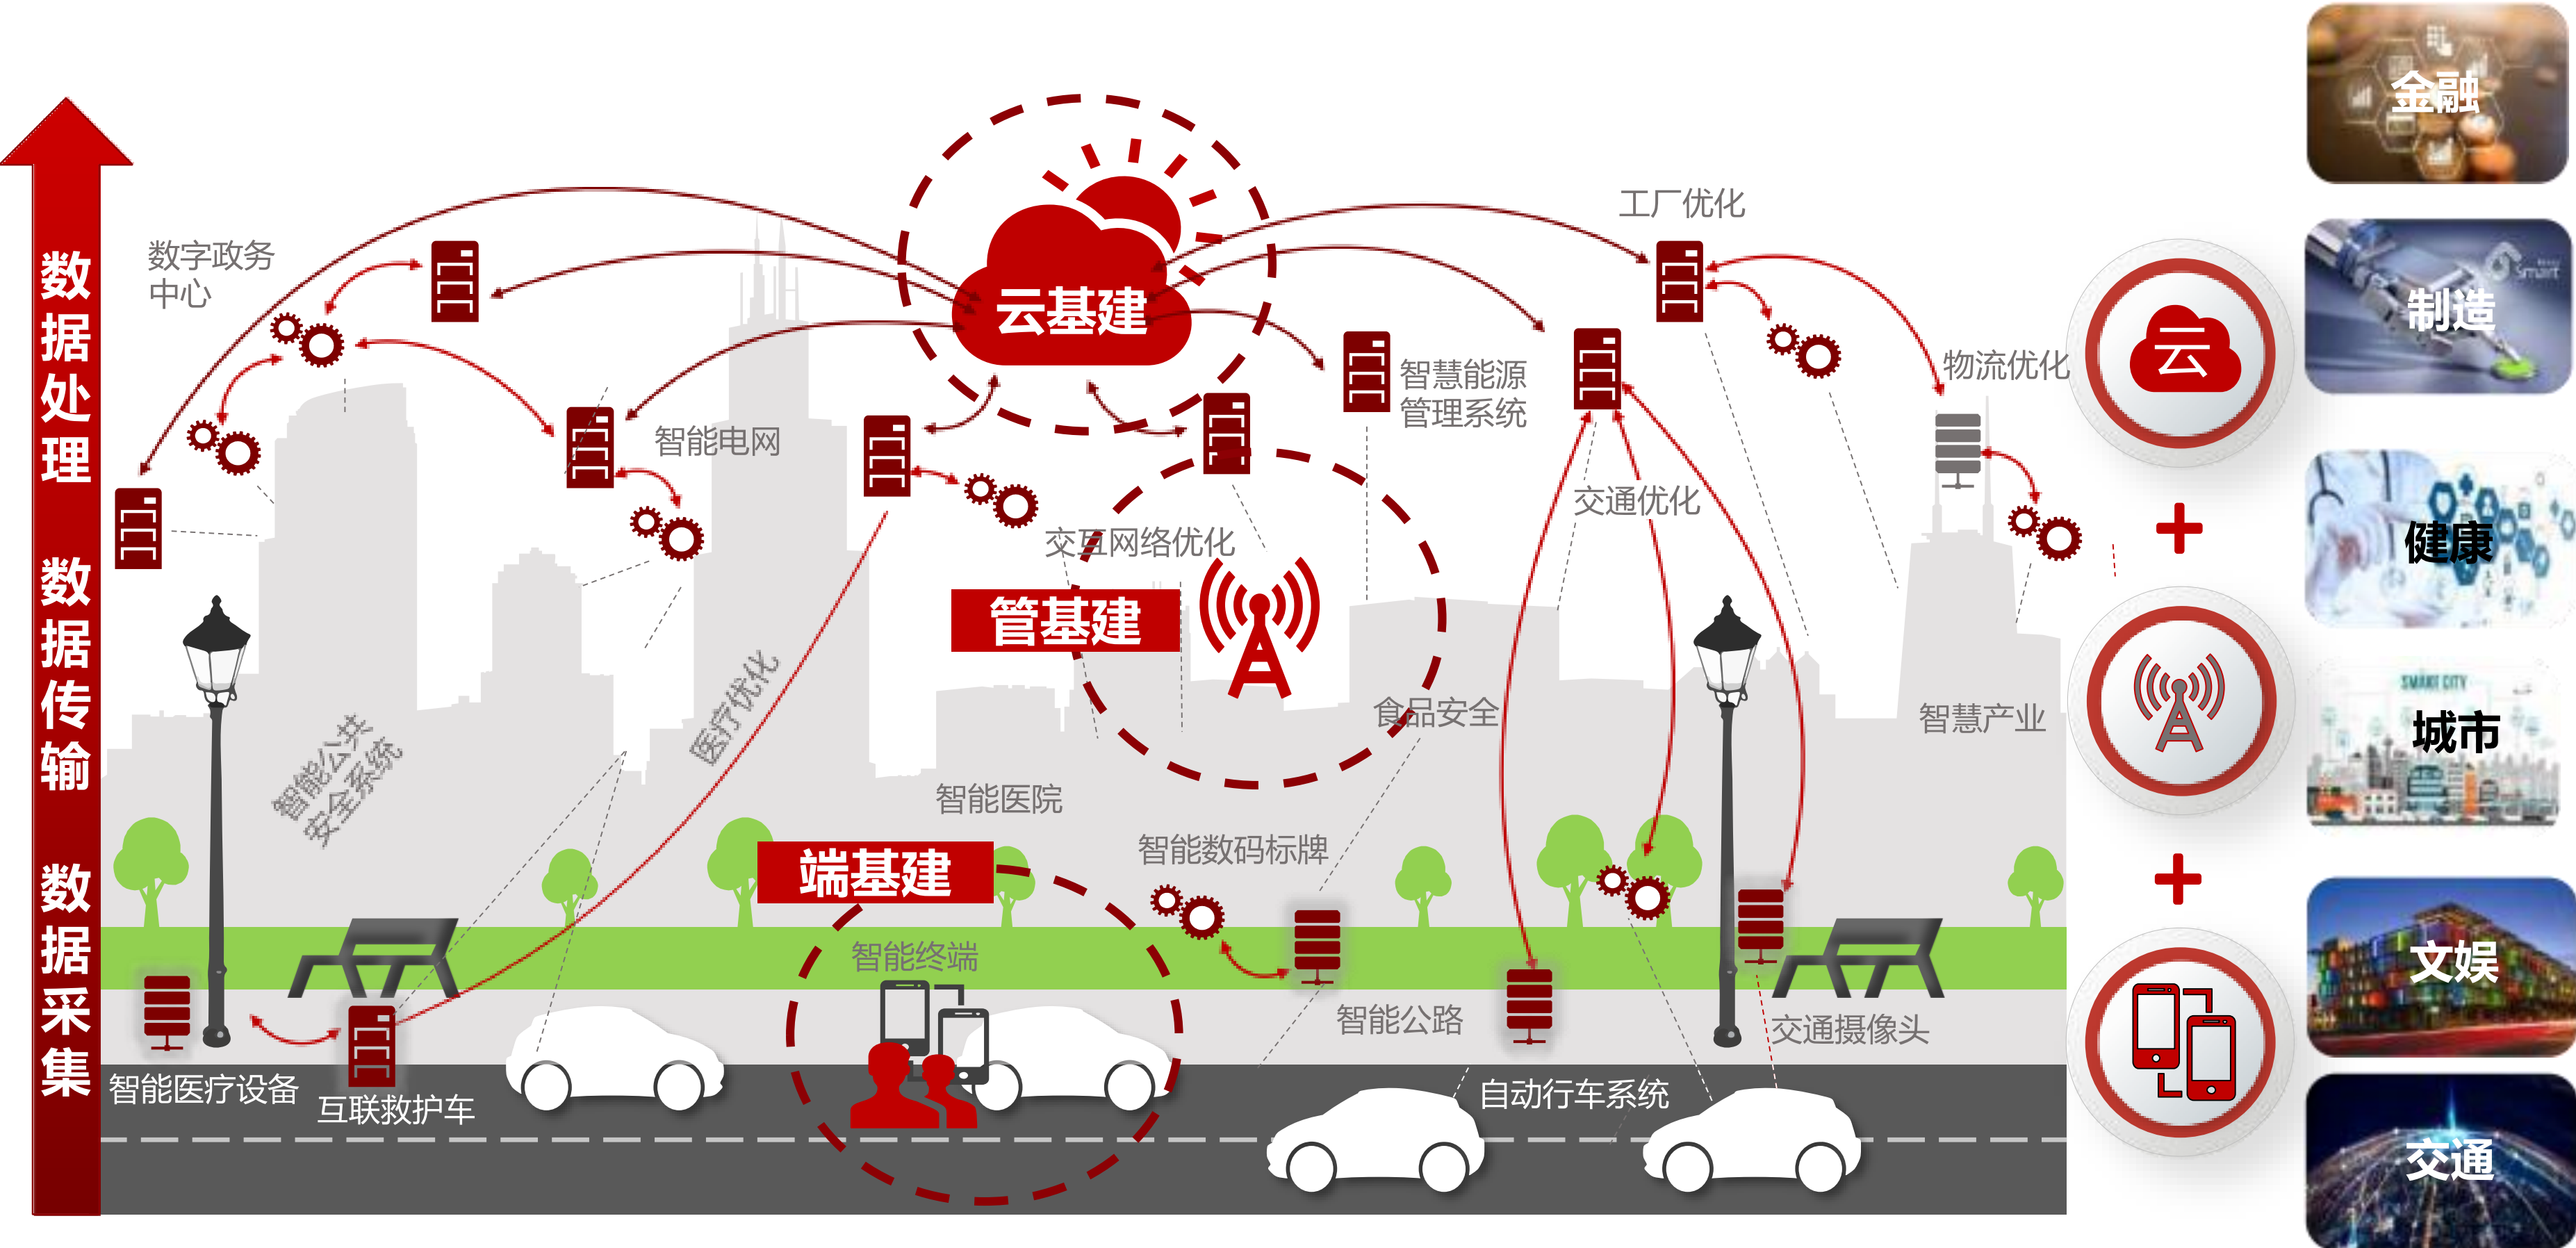 数据处理
数据传输
数据采集
数字政务
中心
云基建
工厂优化
智慧能源
管理系统
物流优化
智能电网
交通优化
交互网络优化
管基建
医疗优化
智能公共
安全系统
食品安全
智慧产业
智能医院
智能数码标牌
端基建
智能终端
智能公路
交通摄像头
智能医疗设备
互联救护车
自动行车系统
云
+
+
金融
Smart
制造
健康
SMART CITY
城市
文娱
交通